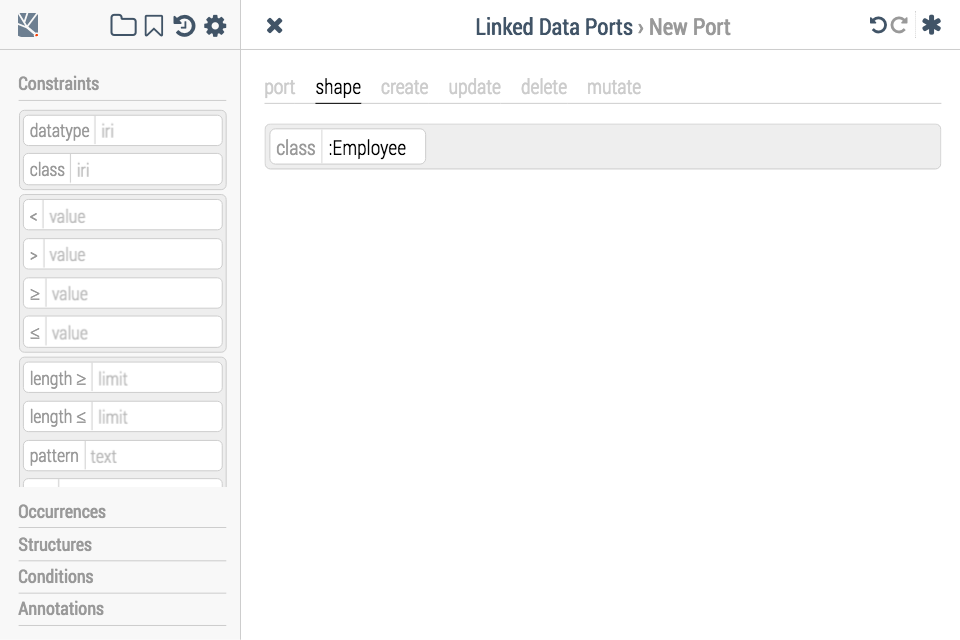 Linked Data Ports › New Port
Constraints
datatype iri
class iri
< value
> value
≥ value
≤ value
length ≥ limit
length ≤ limit
pattern text
Occurrences
Structures
Conditions
Annotations
port shape create update delete mutate
class :Employee